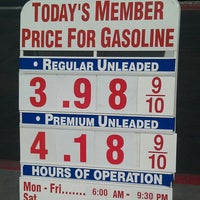 TODAY'S MEMBER
PRICE FOR GASOLINE
• REGULAR UNLEADED •
3.98 9/10
• PREMIUM UNLEADED •
4.18 9/10
HOURS OF OPERATION
Mon - Fri....... 6:00 AM - 9:30 PM
Sat